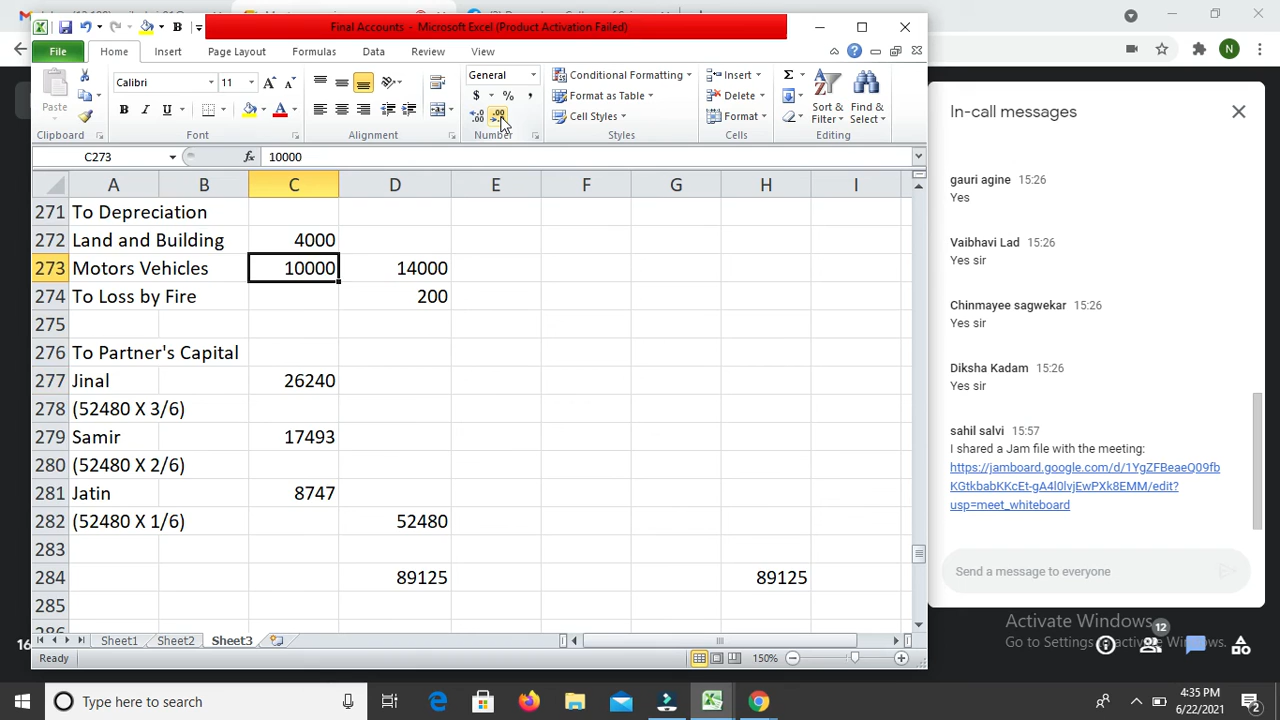 Final Accounts - Microsoft Excel (Product Activation Failed)
File Home Insert Page Layout Formulas Data Review View
Calibri 11
General
Paste
Conditional Formatting
Format as Table
Cell Styles
Insert
Delete
Format
Sort & Filter
Find & Select
Clipboard Font Alignment Number Styles Cells Editing
C273 fx 10000
A B C D E F G H I
271 To Depreciation
272 Land and Building 4000
273 Motors Vehicles 10000 14000
274 To Loss by Fire 200
275
276 To Partner's Capital
277 Jinal 26240
278 (52480 X 3/6)
279 Samir 17493
280 (52480 X 2/6)
281 Jatin 8747
282 (52480 X 1/6) 52480
283
284 89125 89125
285
Sheet1 Sheet2 Sheet3
Ready 150%
N
In-call messages
gauri agine 15:26
Yes
Vaibhavi Lad 15:26
Yes sir
Chinmayee sagwekar 15:26
Yes sir
Diksha Kadam 15:26
Yes sir
sahil salvi 15:57
I shared a Jam file with the meeting:
https://jamboard.google.com/d/1YgZFBeaeQ09fb
KGtkbabKKcEt-gA4l0lvjEwPXk8EMM/edit?
usp=meet_whiteboard
Send a message to everyone
Activate Windows
Go to Settings to activate Windows.
12
Type here to search
4:35 PM
6/22/2021
2